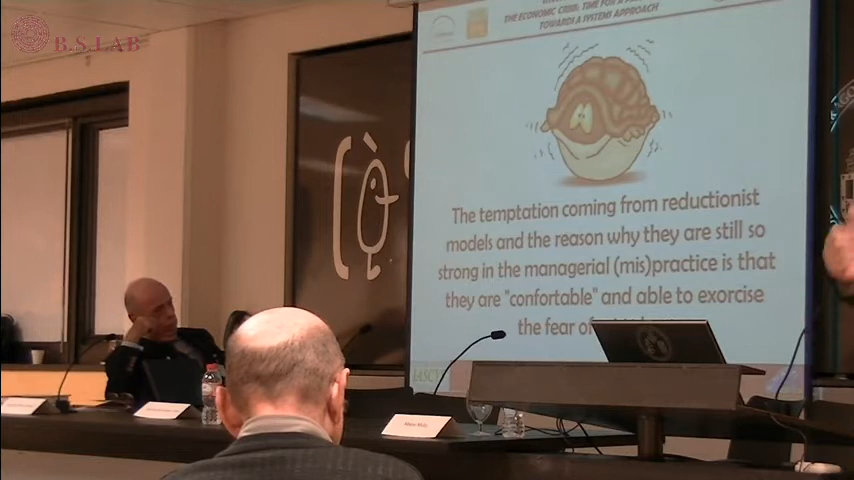 B.S.LAB
THE ECONOMIC CRISIS: TIME FOR A
TOWARDS A SYSTEMS APPROACH
The temptation coming from reductionist
models and the reason why they are still so
strong in the managerial (mis)practice is that
they are "confortable" and able to exorcise
the fear of
IASCY